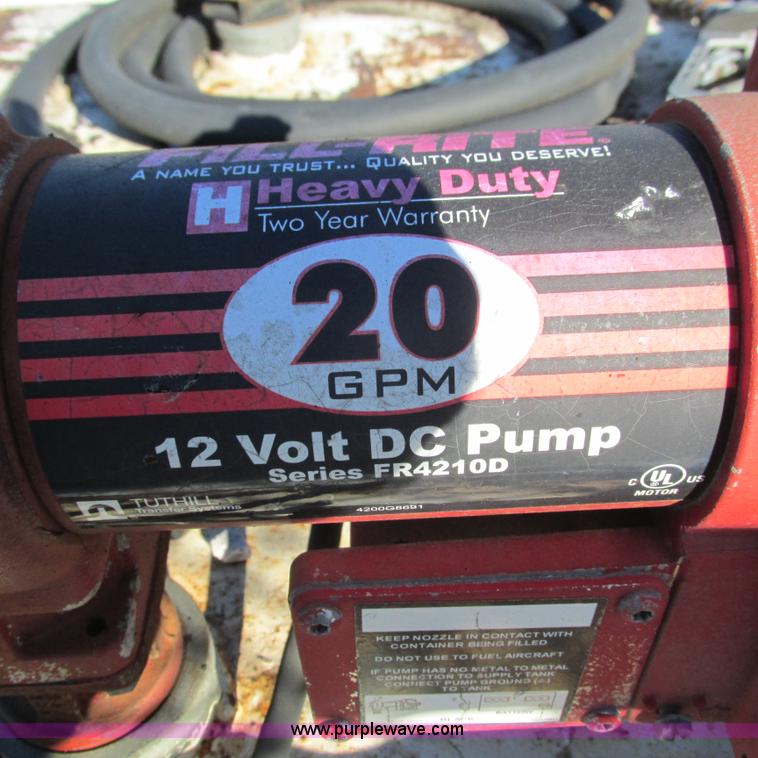 FILL-RITE
A NAME YOU TRUST... QUALITY YOU DESERVE!
H Heavy Duty
Two Year Warranty
20
GPM
12 Volt DC Pump
Series FR4210D
TUTHILL
Transfer Systems
4200G8691
C UL US
MOTOR
KEEP NOZZLE IN CONTACT WITH
CONTAINER BEING FILLED
DO NOT USE TO FUEL AIRCRAFT
IF PUMP HAS NO METAL TO METAL
CONNECTION TO SUPPLY TANK
CONNECT PUMP GROUND (⏚)
TO TANK
BLACK
www.purplewave.com